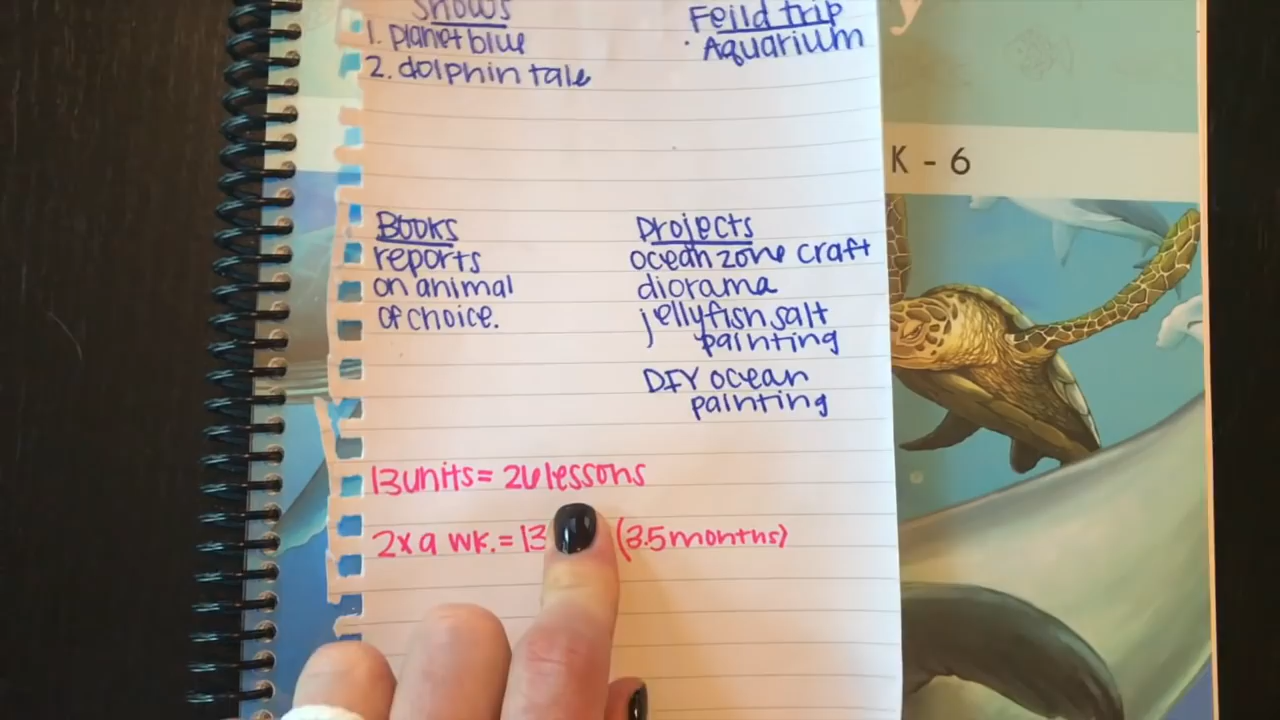 Shows
1. planet blue
2. dolphin tale
Feild trip
· Aquarium
K - 6
Books
reports
on animal
of choice.
Projects
ocean zone craft
diorama
jellyfish salt
painting
DIY ocean
painting
13 units = 26 lessons
2x a wk. = 13 (3.5 months)